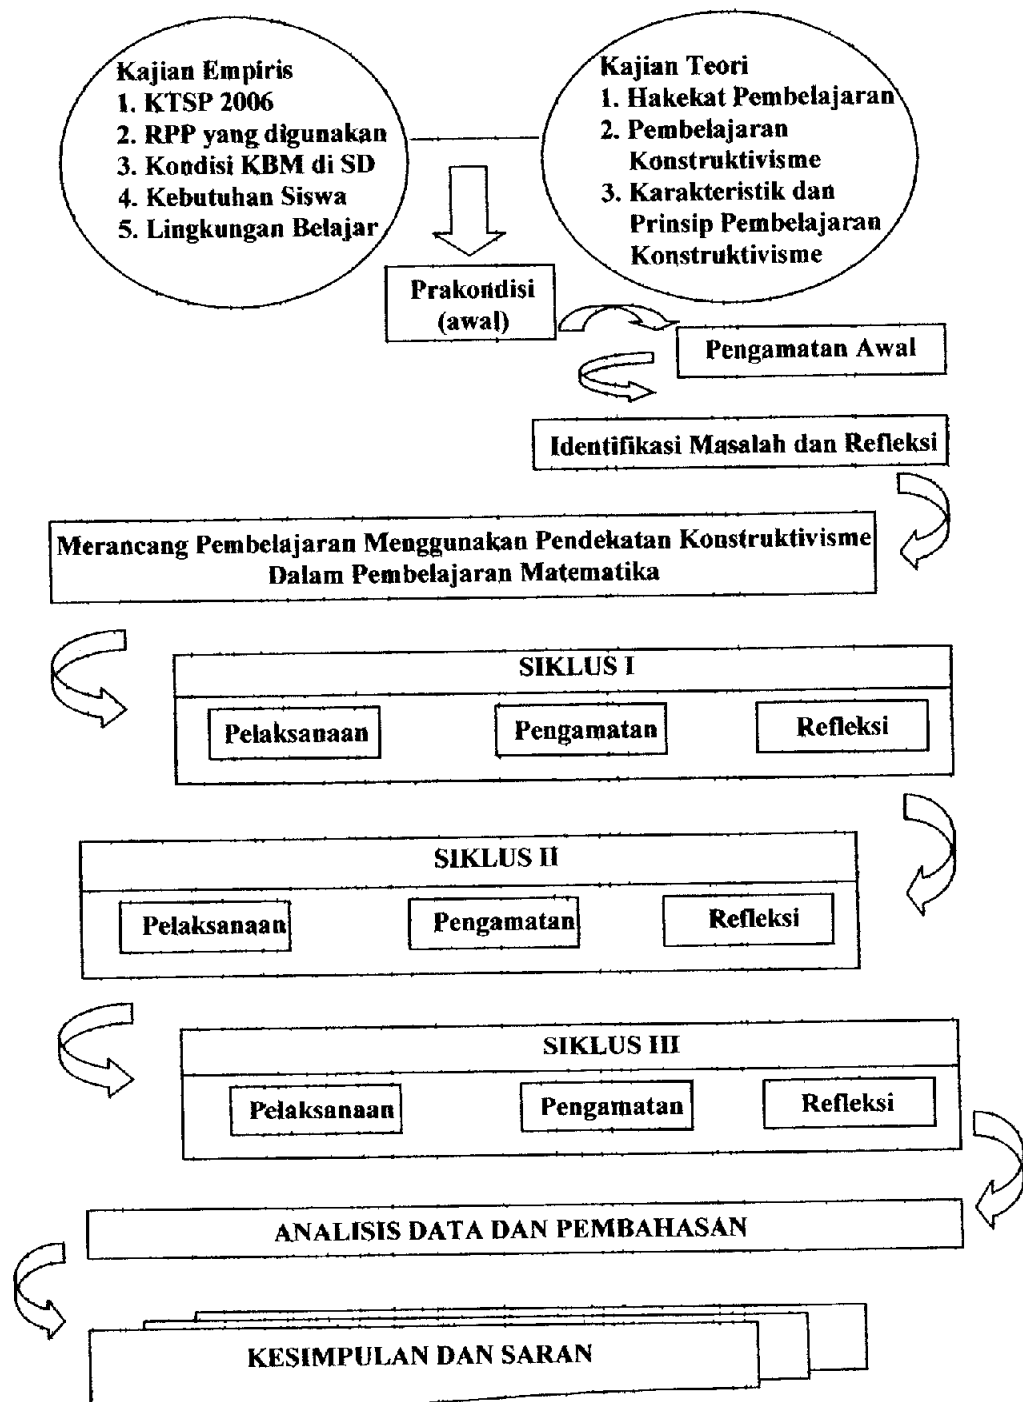 Kajian Empiris
1. KTSP 2006
2. RPP yang digunakan
3. Kondisi KBM di SD
4. Kebutuhan Siswa
5. Lingkungan Belajar
Kajian Teori
1. Hakekat Pembelajaran
2. Pembelajaran
Konstruktivisme
3. Karakteristik dan
Prinsip Pembelajaran
Konstruktivisme
Prakondisi
(awal)
Pengamatan Awal
Identifikasi Masalah dan Refleksi
Merancang Pembelajaran Menggunakan Pendekatan Konstruktivisme
Dalam Pembelajaran Matematika
SIKLUS I
Pelaksanaan Pengamatan Refleksi
SIKLUS II
Pelaksanaan Pengamatan Refleksi
SIKLUS III
Pelaksanaan Pengamatan Refleksi
ANALISIS DATA DAN PEMBAHASAN
KESIMPULAN DAN SARAN